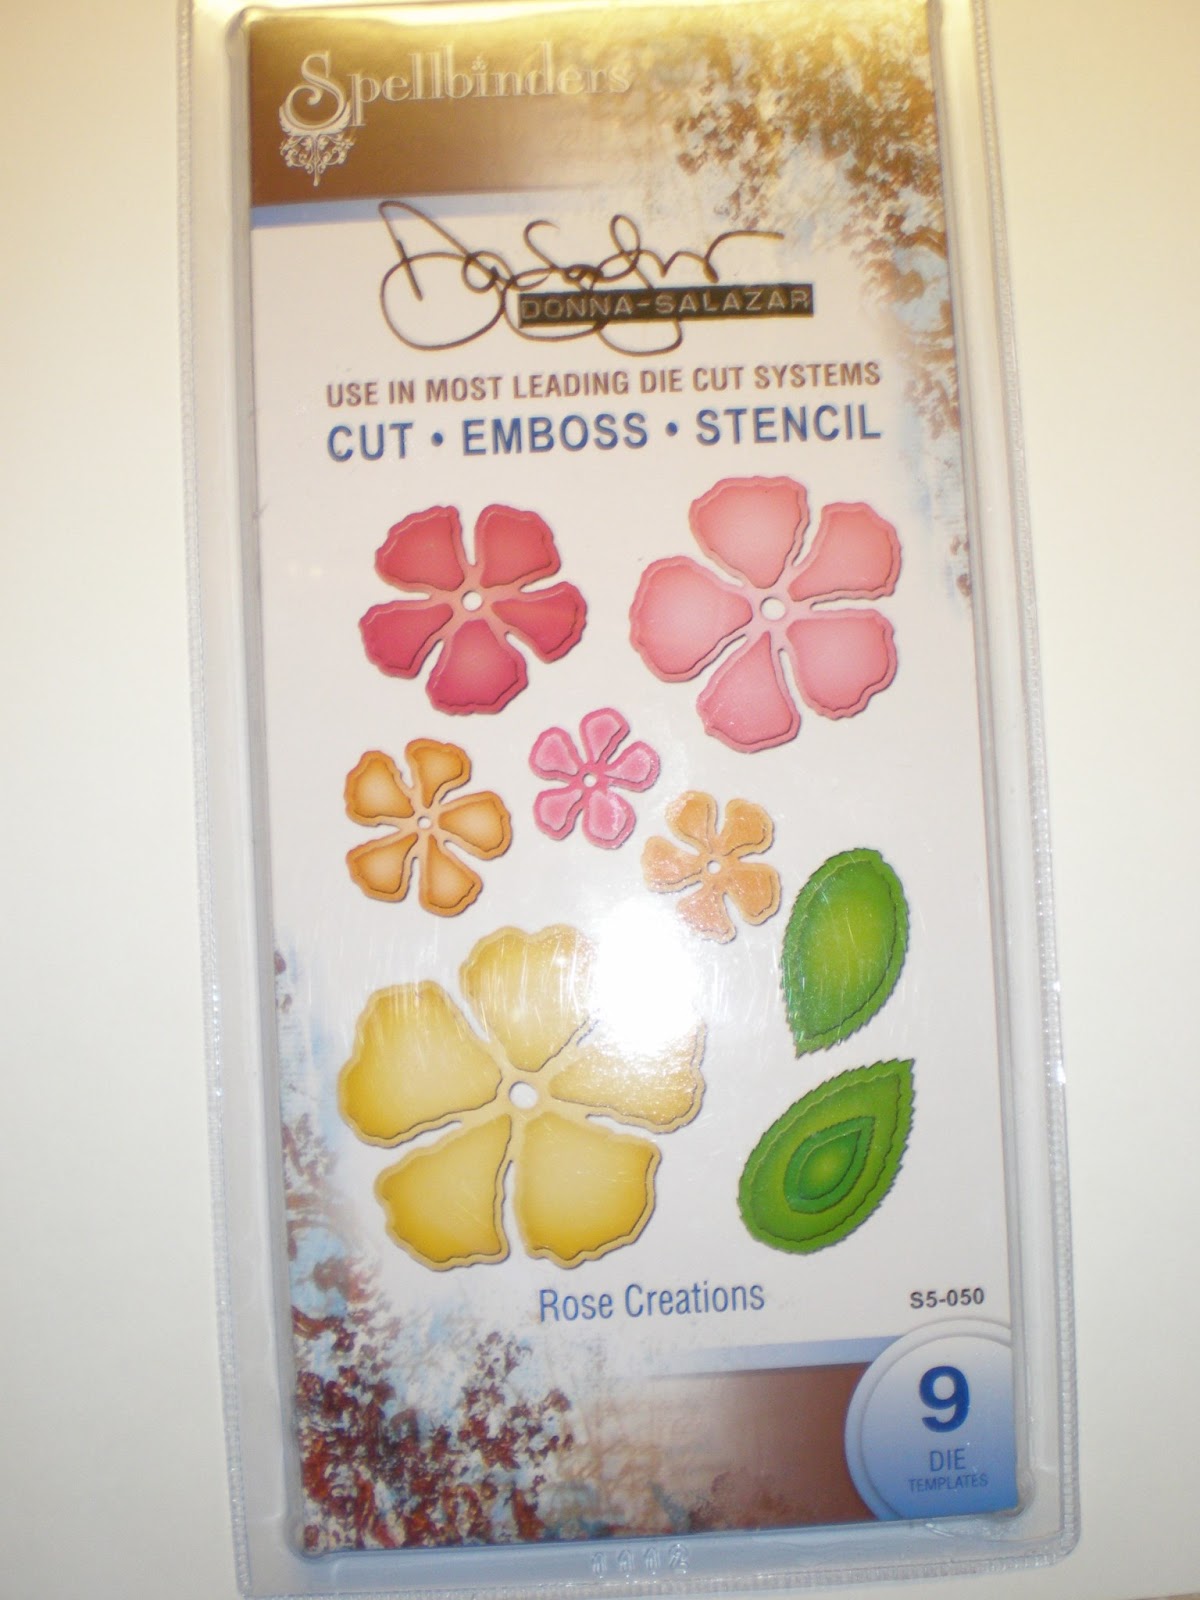 Spellbinders
DONNA-SALAZAR
USE IN MOST LEADING DIE CUT SYSTEMS
CUT • EMBOSS • STENCIL
Rose Creations
S5-050
9
DIE
TEMPLATES